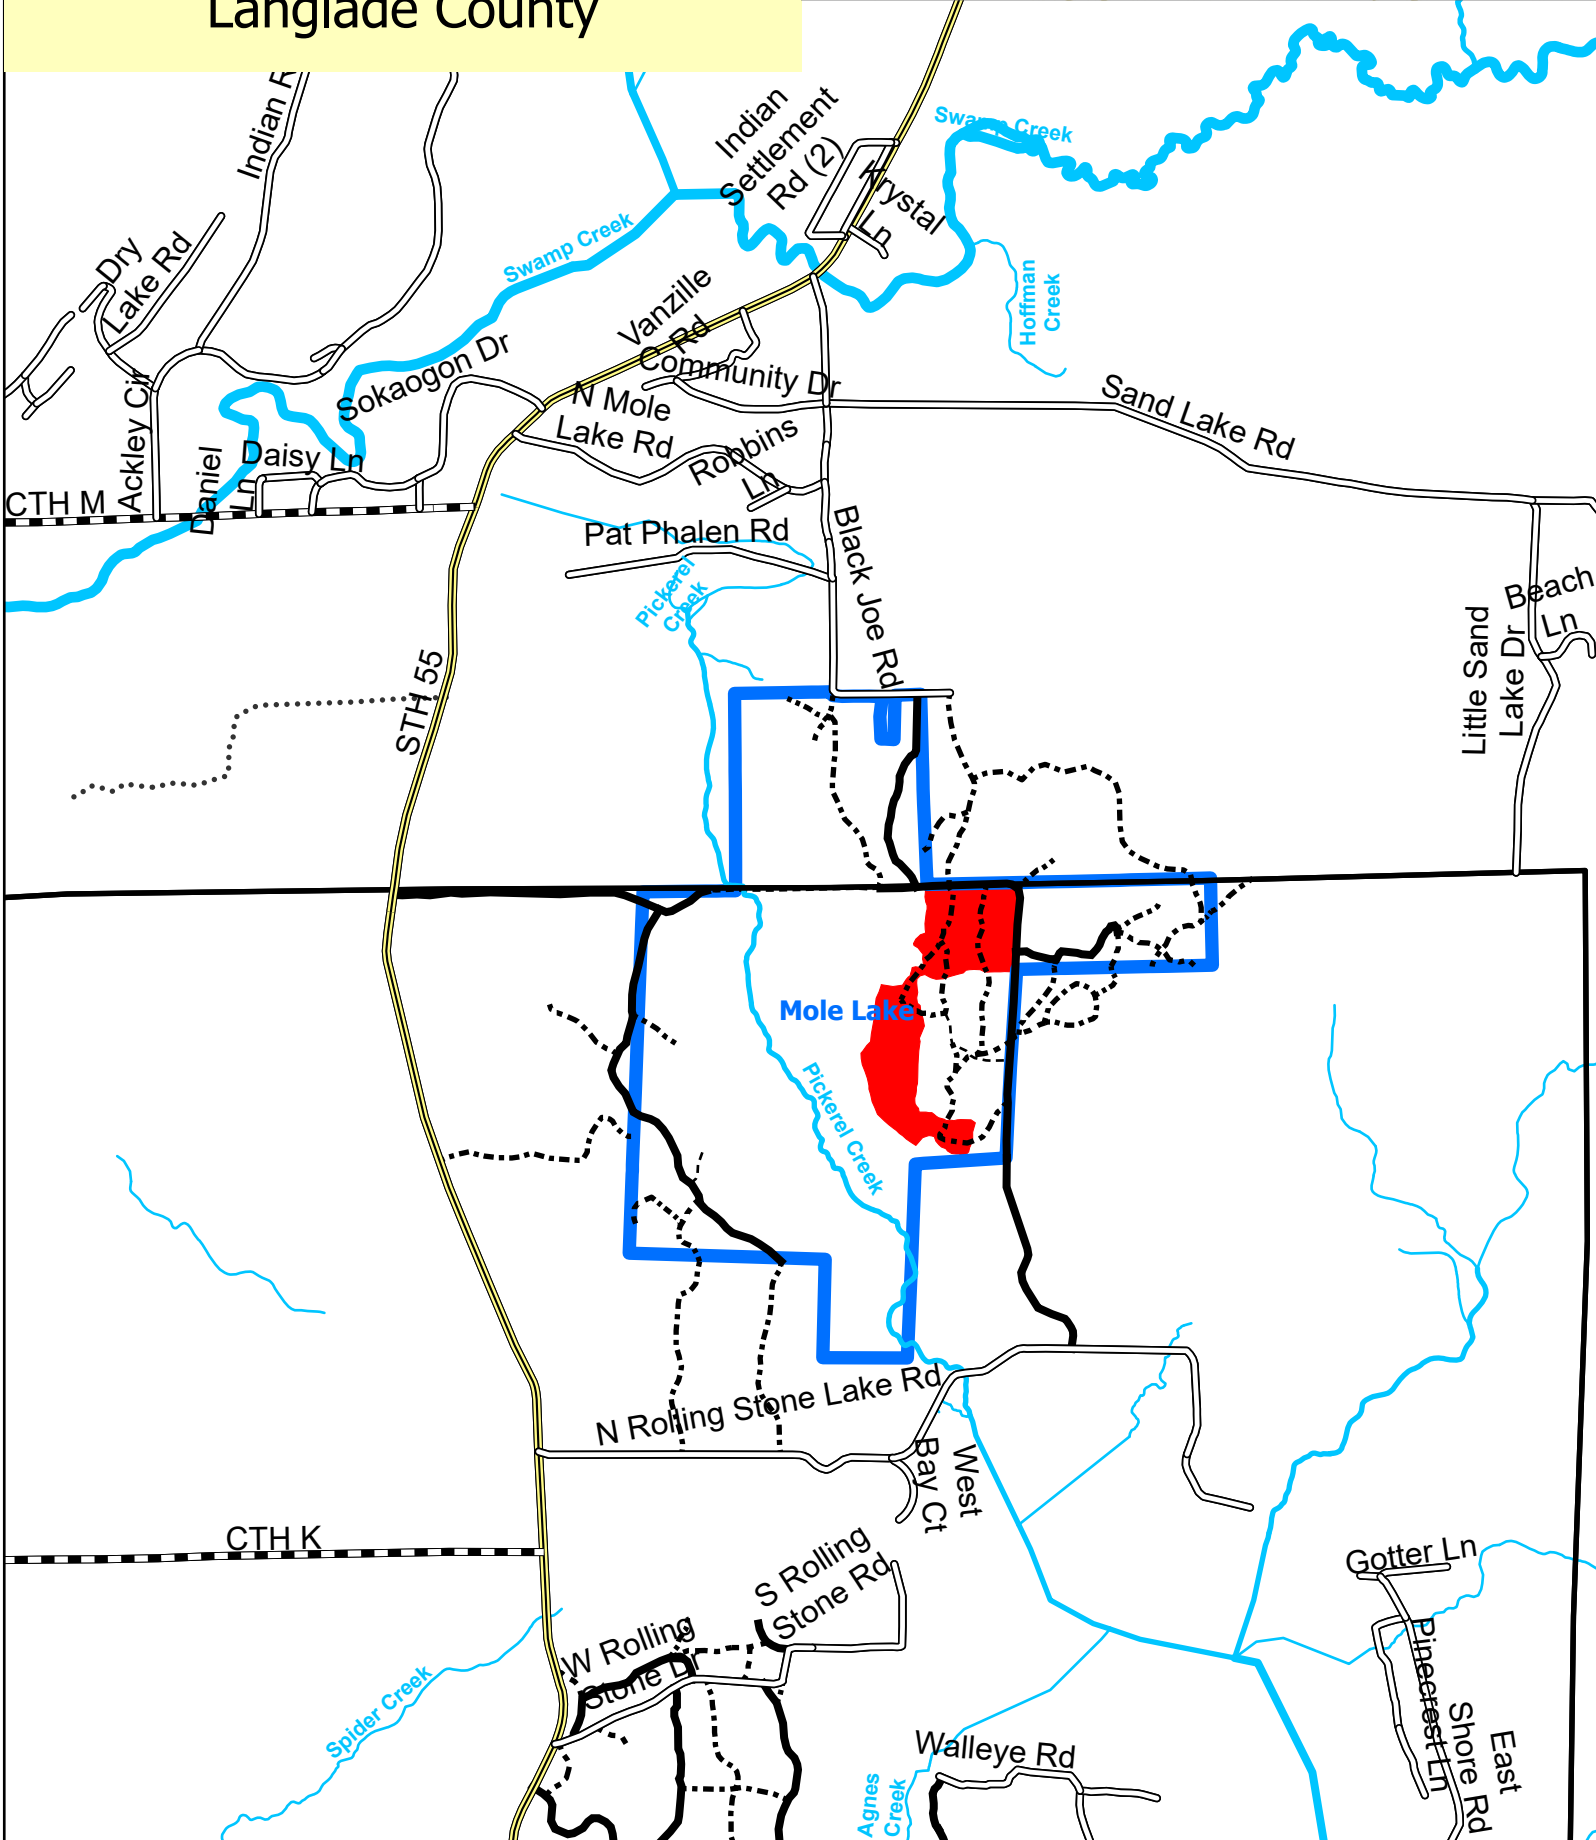 Langlade County
Indian R
Indian
Settlement
Rd (2)
Swamp Creek
Krystal
Ln
Dry
Lake Rd
Swamp Creek
Hoffman
Creek
Vanzille
Rd
Sokaogon Dr
Community Dr
N Mole
Lake Rd
Sand Lake Rd
Ackley Cir
Robbins
Ln
Daniel
Ln
Daisy Ln
CTH M
Pat Phalen Rd
Black Joe Rd
Pickerel
Creek
Beach
Ln
Little Sand
Lake Dr
STH 55
Mole Lake
Pickerel Creek
N Rolling Stone Lake Rd
West
Bay Ct
CTH K
S Rolling
Stone Rd
Gotter Ln
W Rolling
Stone Dr
Spider Creek
Pinecrest Ln
East
Shore Rd
Walleye Rd
Agnes
Creek